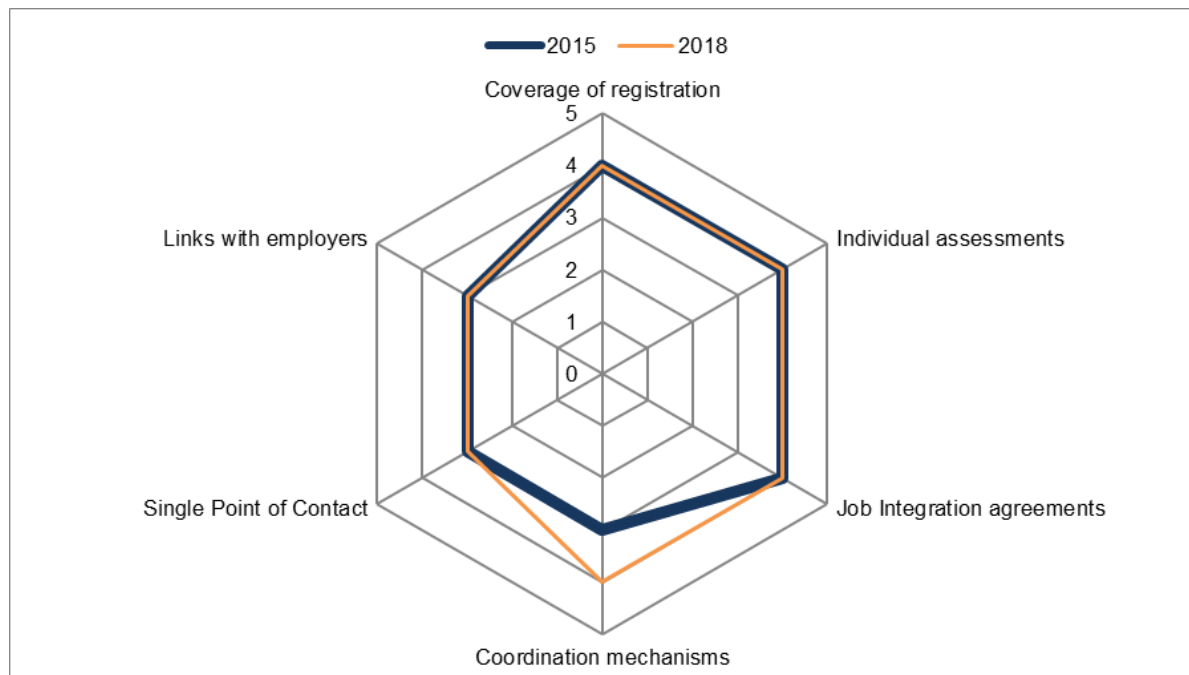 2015 2018
Coverage of registration
5
4
3
2
1
0
Links with employers
Individual assessments
Single Point of Contact
Job Integration agreements
Coordination mechanisms